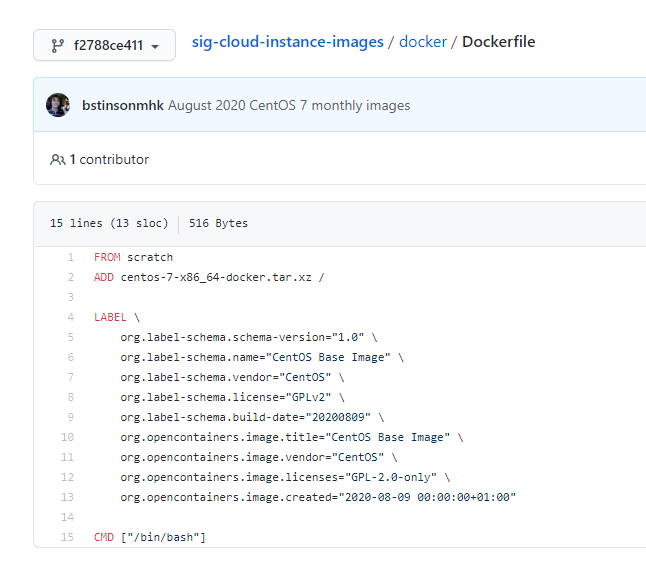 f2788ce411
sig-cloud-instance-images / docker / Dockerfile
bstinsonmhk August 2020 CentOS 7 monthly images
1 contributor
15 lines (13 sloc) 516 Bytes
1 FROM scratch
2 ADD centos-7-x86_64-docker.tar.xz /
3
4 LABEL \
5     org.label-schema.schema-version="1.0" \
6     org.label-schema.name="CentOS Base Image" \
7     org.label-schema.vendor="CentOS" \
8     org.label-schema.license="GPLv2" \
9     org.label-schema.build-date="20200809" \
10     org.opencontainers.image.title="CentOS Base Image" \
11     org.opencontainers.image.vendor="CentOS" \
12     org.opencontainers.image.licenses="GPL-2.0-only" \
13     org.opencontainers.image.created="2020-08-09 00:00:00+01:00"
14
15 CMD ["/bin/bash"]